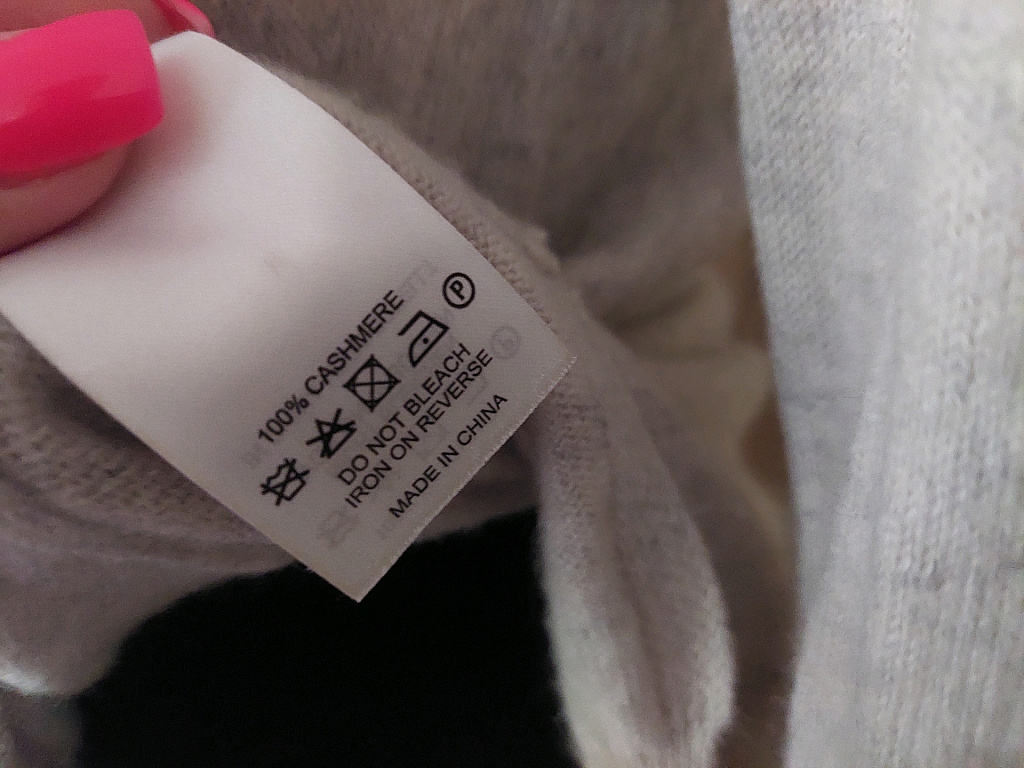 100% CASHMERE
P
DO NOT BLEACH
IRON ON REVERSE
MADE IN CHINA